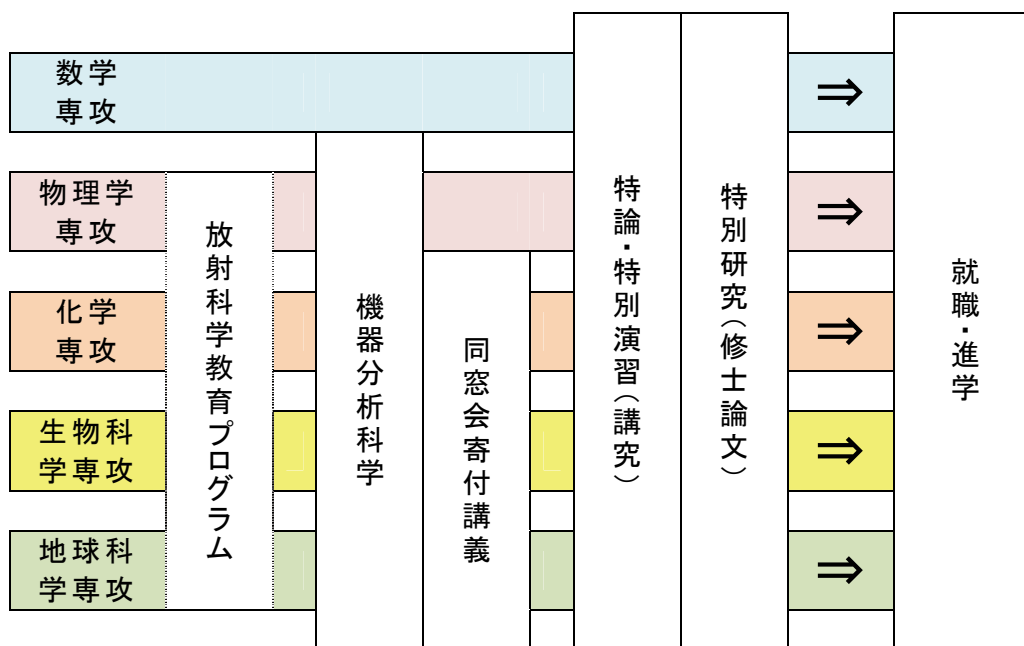 数学
専攻
⇒
物理学
専攻
⇒
化学
専攻
⇒
生物科
学専攻
⇒
地球科
学専攻
⇒
放射科学教育プログラム
機器分析科学
同窓会寄付講義
特論・特別演習（講究）
特別研究（修士論文）
就職・進学